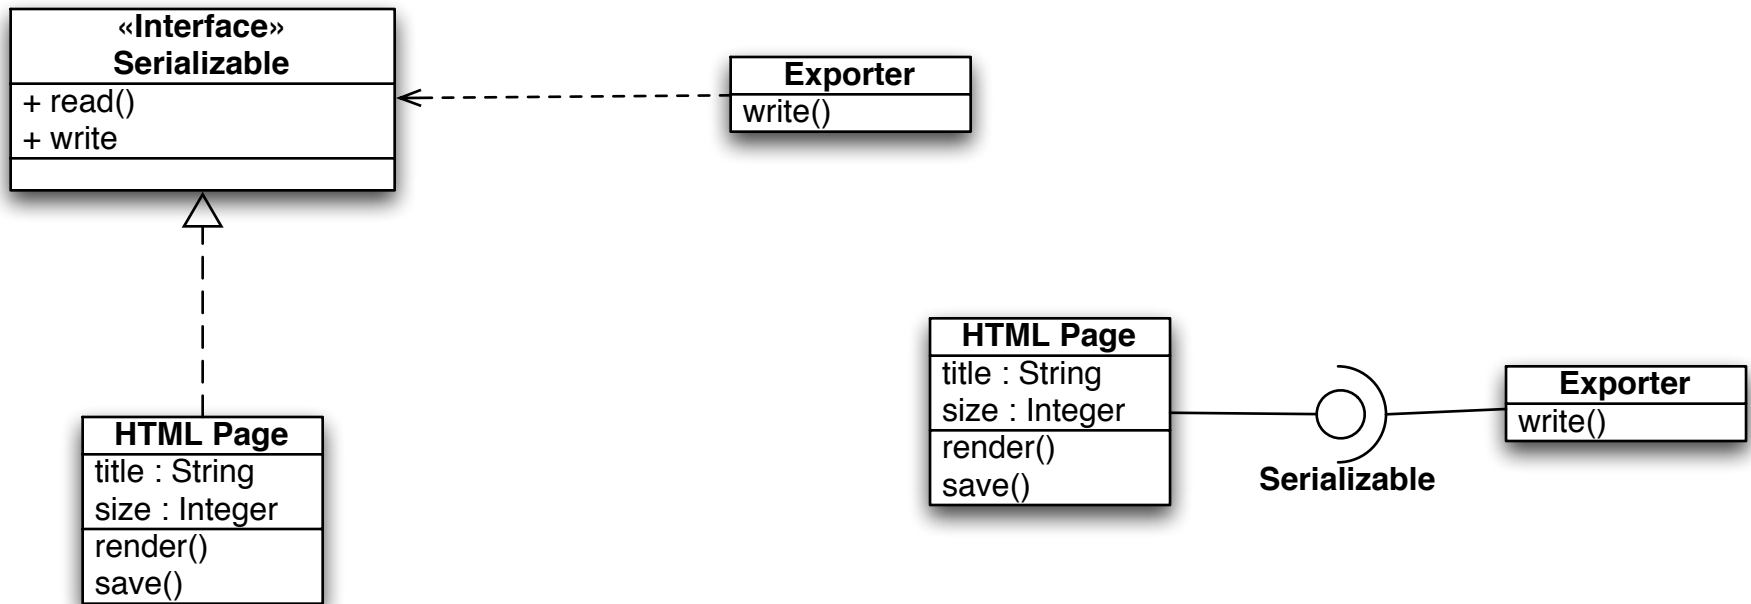 «Interface»
Serializable
+ read()
+ write
Exporter
write()
HTML Page
title : String
size : Integer
render()
save()
HTML Page
title : String
size : Integer
render()
save()
Serializable
Exporter
write()